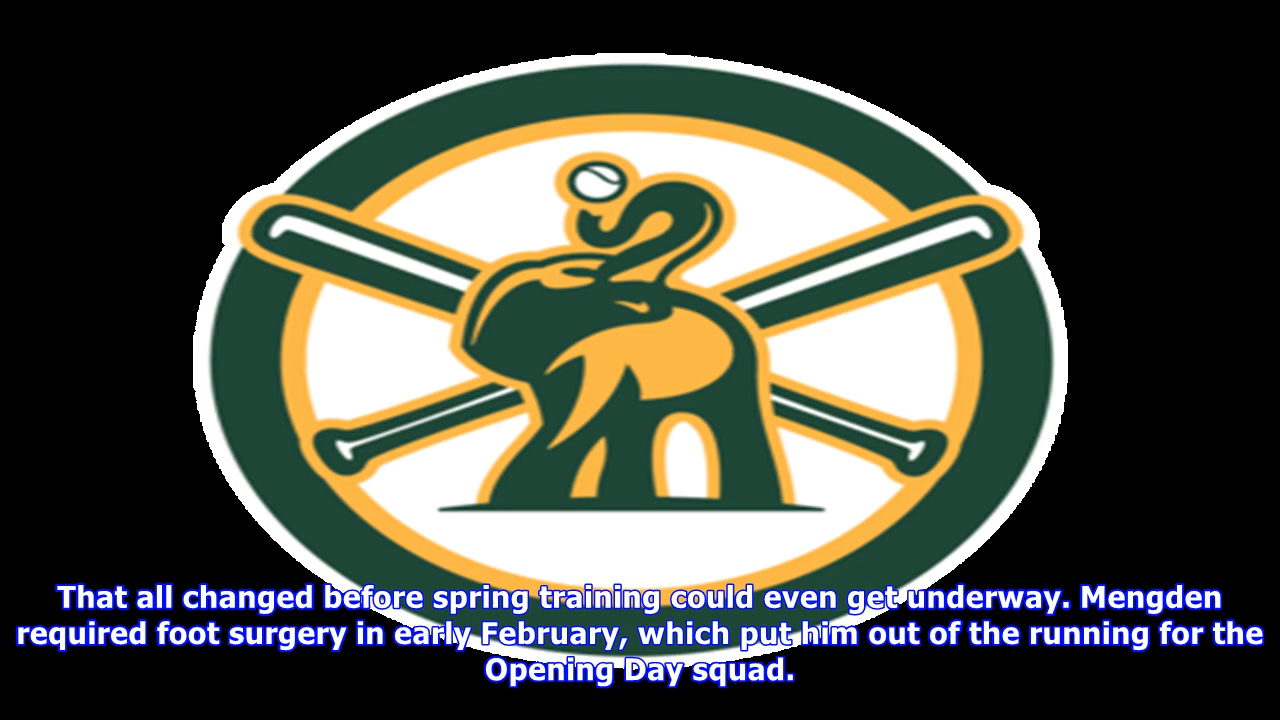 That all changed before spring training could even get underway. Mengden
required foot surgery in early February, which put him out of the running for the
Opening Day squad.